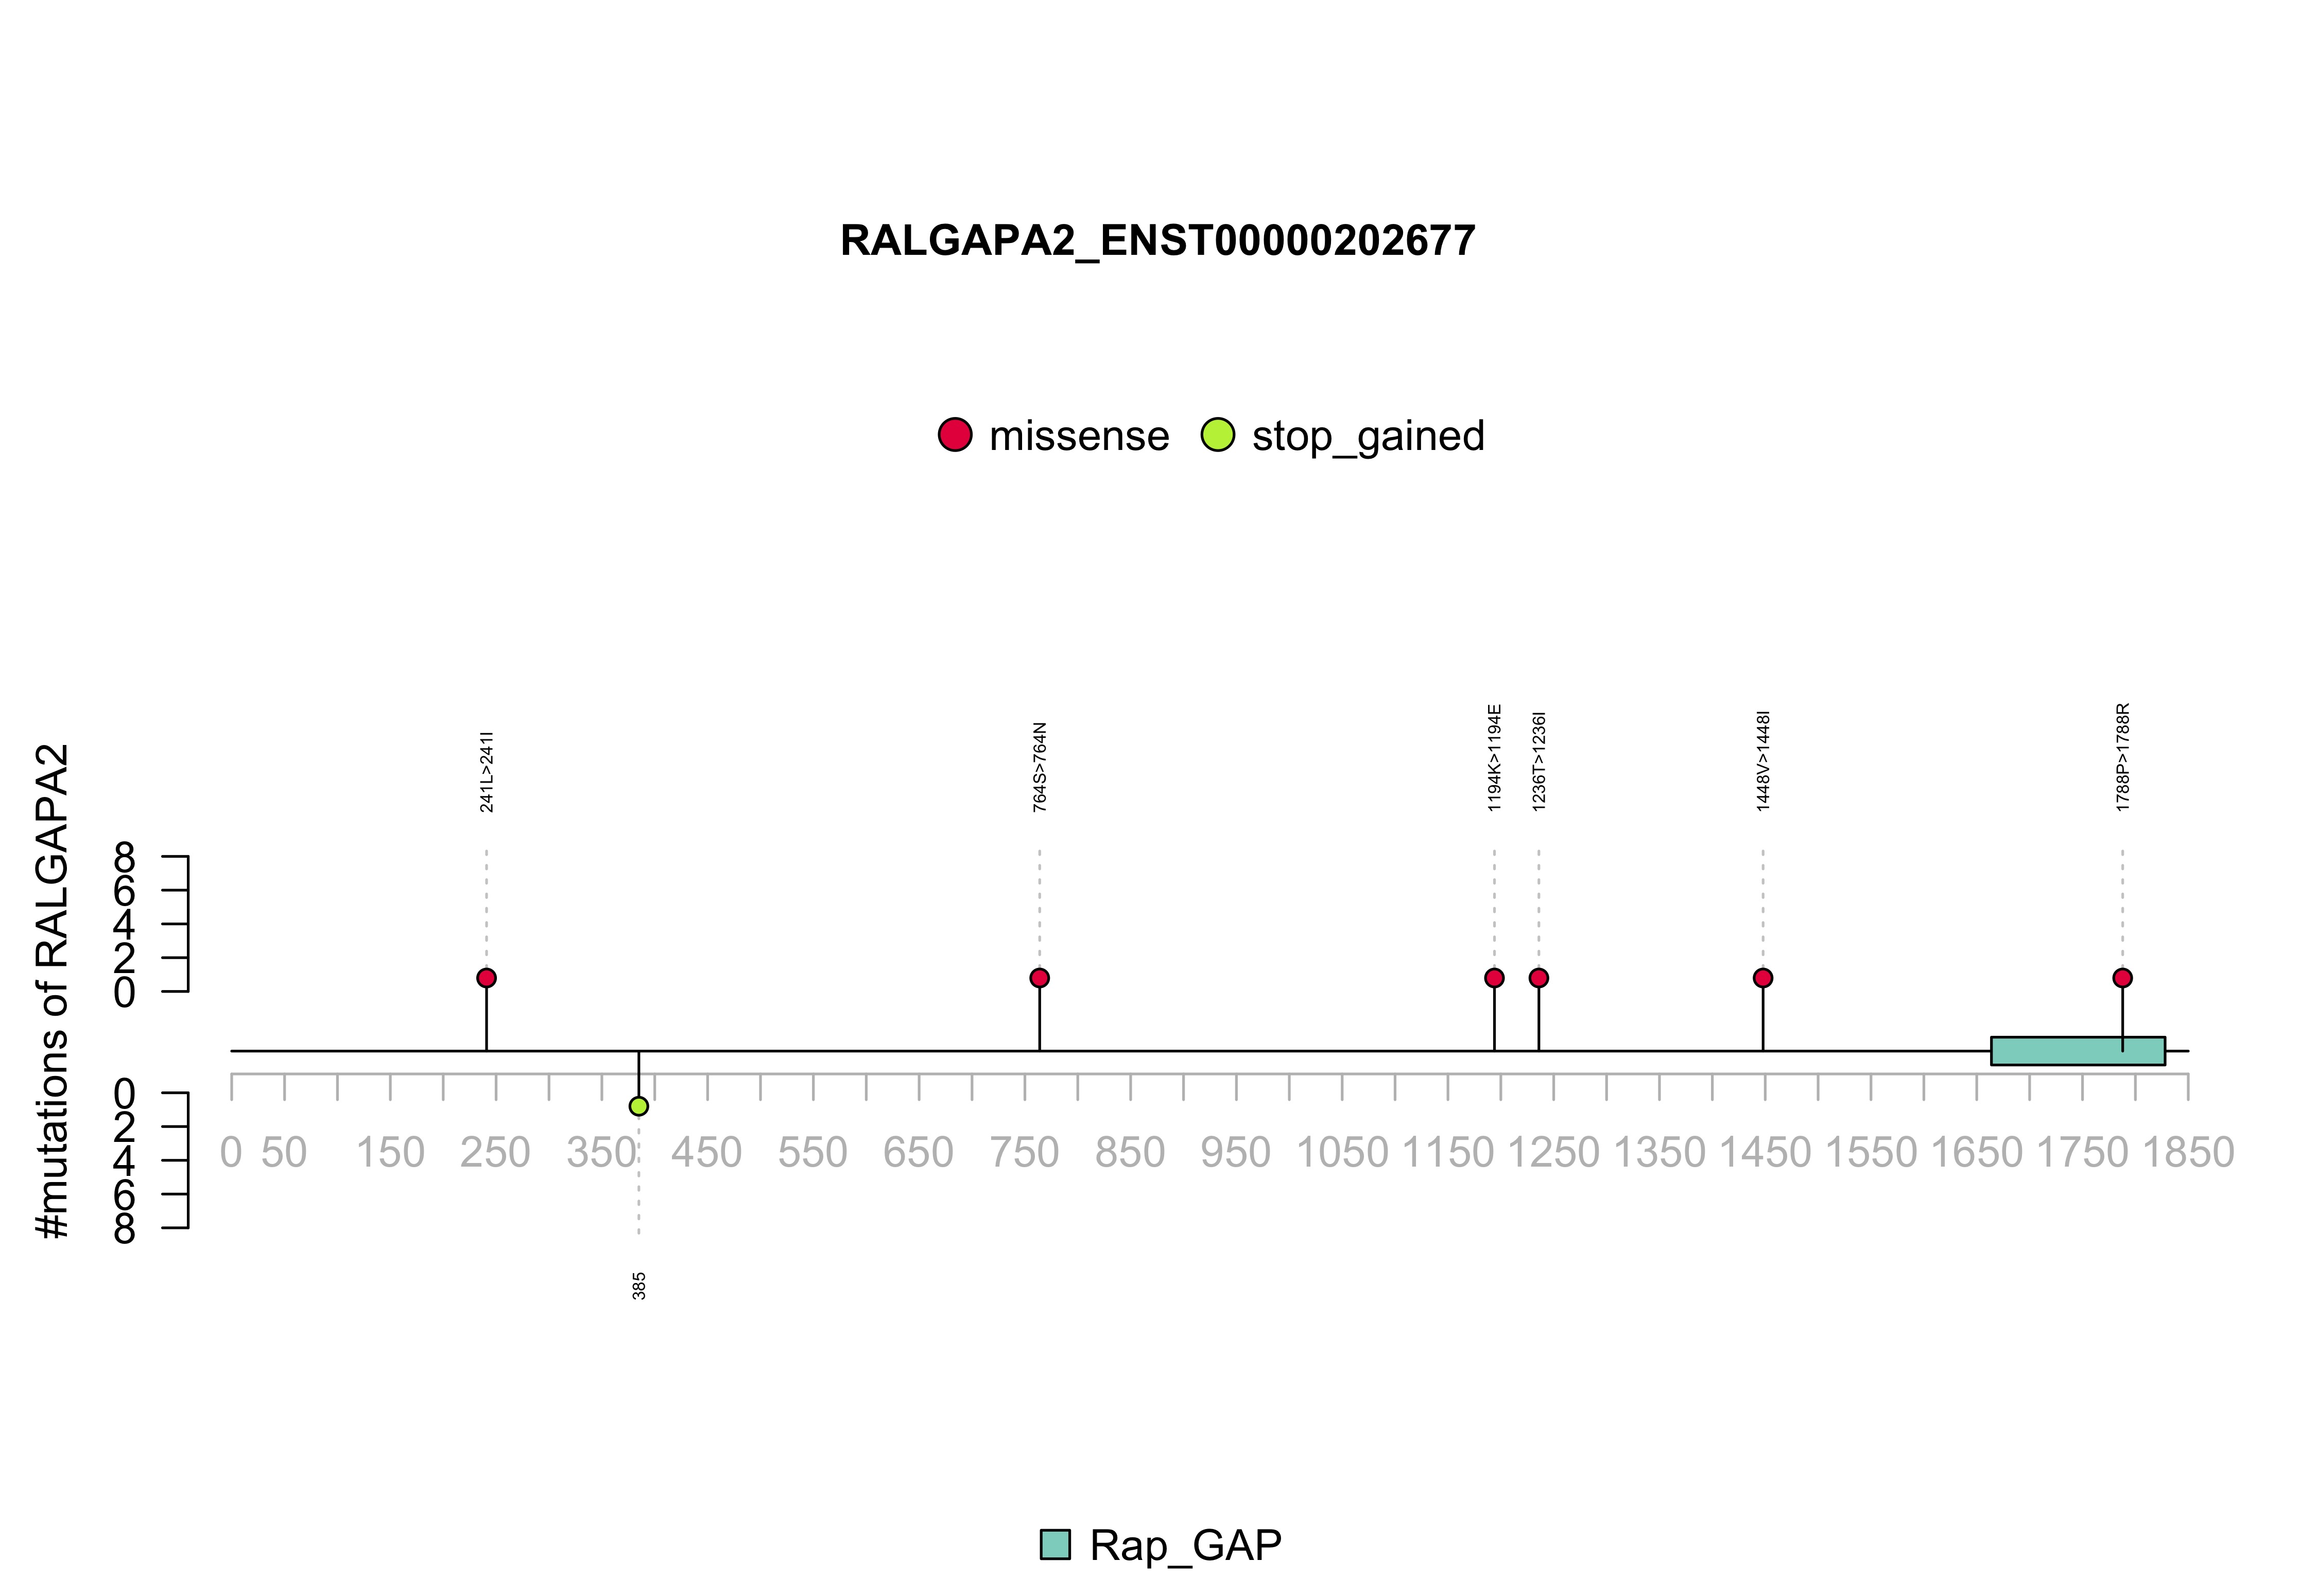 RALGAPA2_ENST00000202677
missense stop_gained
241L>241I
764S>764N
1194K>1194E
1236T>1236I
1448V>1448I
1788P>1788R
#mutations of RALGAPA2
8
6
4
2
0
0
2
4
6
8
0 50 150 250 350 450 550 650 750 850 950 1050 1150 1250 1350 1450 1550 1650 1750 1850
385
Rap_GAP